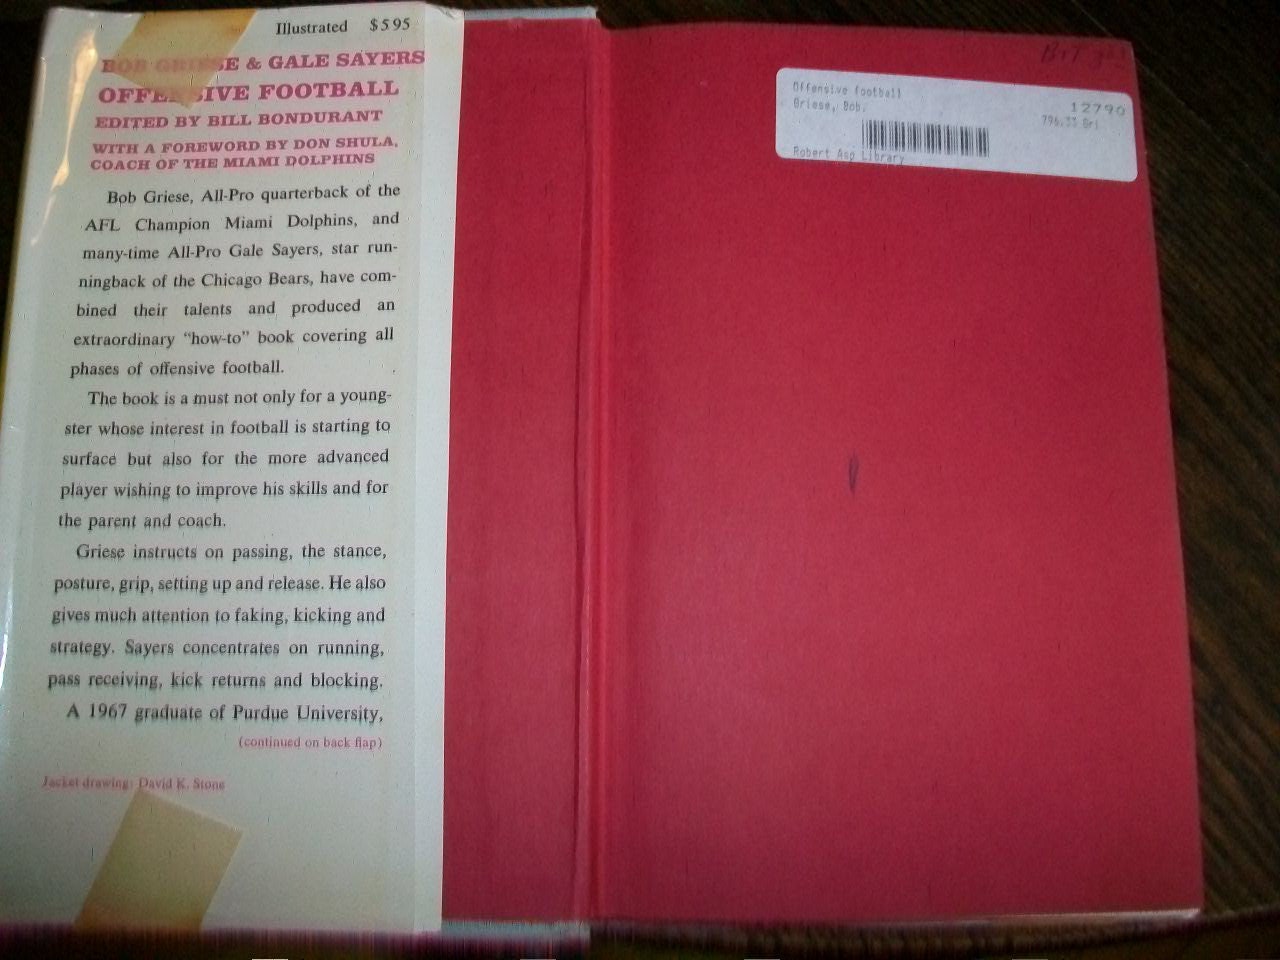 Illustrated $5.95
BOB GRIESE & GALE SAYERS
OFFENSIVE FOOTBALL
EDITED BY BILL BONDURANT
WITH A FOREWORD BY DON SHULA,
COACH OF THE MIAMI DOLPHINS
Bob Griese, All-Pro quarterback of the
AFL Champion Miami Dolphins, and
many-time All-Pro Gale Sayers, star run-
ningback of the Chicago Bears, have com-
bined their talents and produced an
extraordinary “how-to” book covering all
phases of offensive football.
The book is a must not only for a young-
ster whose interest in football is starting to
surface but also for the more advanced
player wishing to improve his skills and for
the parent and coach.
Griese instructs on passing, the stance,
posture, grip, setting up and release. He also
gives much attention to faking, kicking and
strategy. Sayers concentrates on running,
pass receiving, kick returns and blocking.
A 1967 graduate of Purdue University,
(continued on back flap)
Jacket drawing: David K. Stone
Offensive football
Griese, Bob.
12790
796.33 Gri
Robert Asp Library